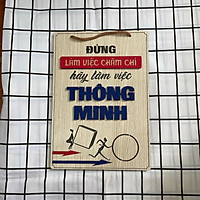 ĐỪNG
LÀM VIỆC CHĂM CHỈ
hãy làm việc
THÔNG
MINH